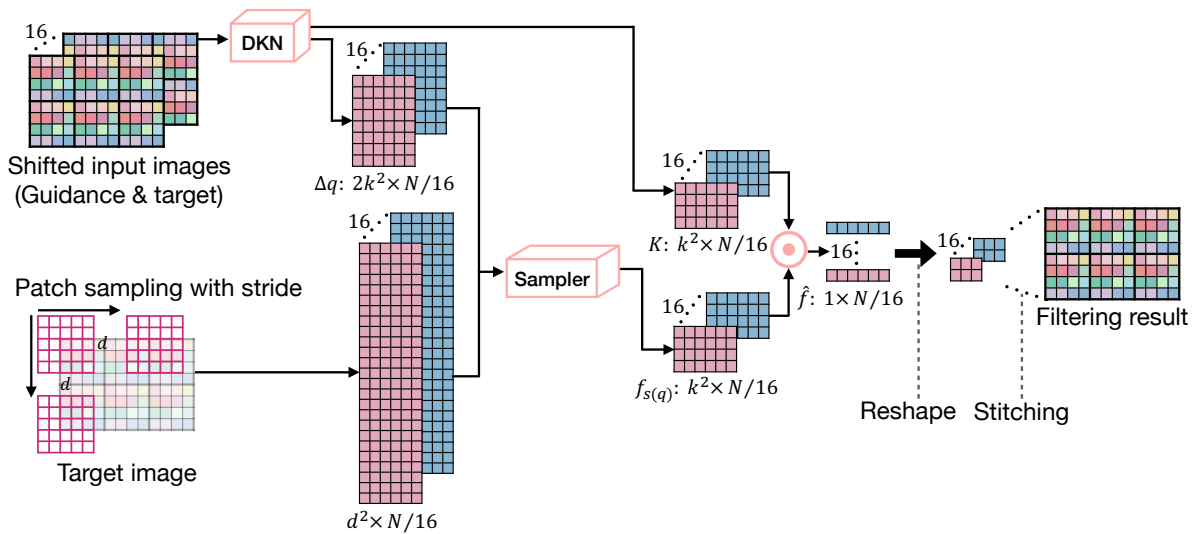 16
DKN
Shifted input images
(Guidance & target)
16
Δq: 2k²× N/16
16
K: k²× N/16
16
Patch sampling with stride
d
d
Target image
16
d²× N/16
Sampler
16
f_{s(q)}: k²× N/16
16
f̂: 1× N/16
16
Filtering result
Reshape
Stitching